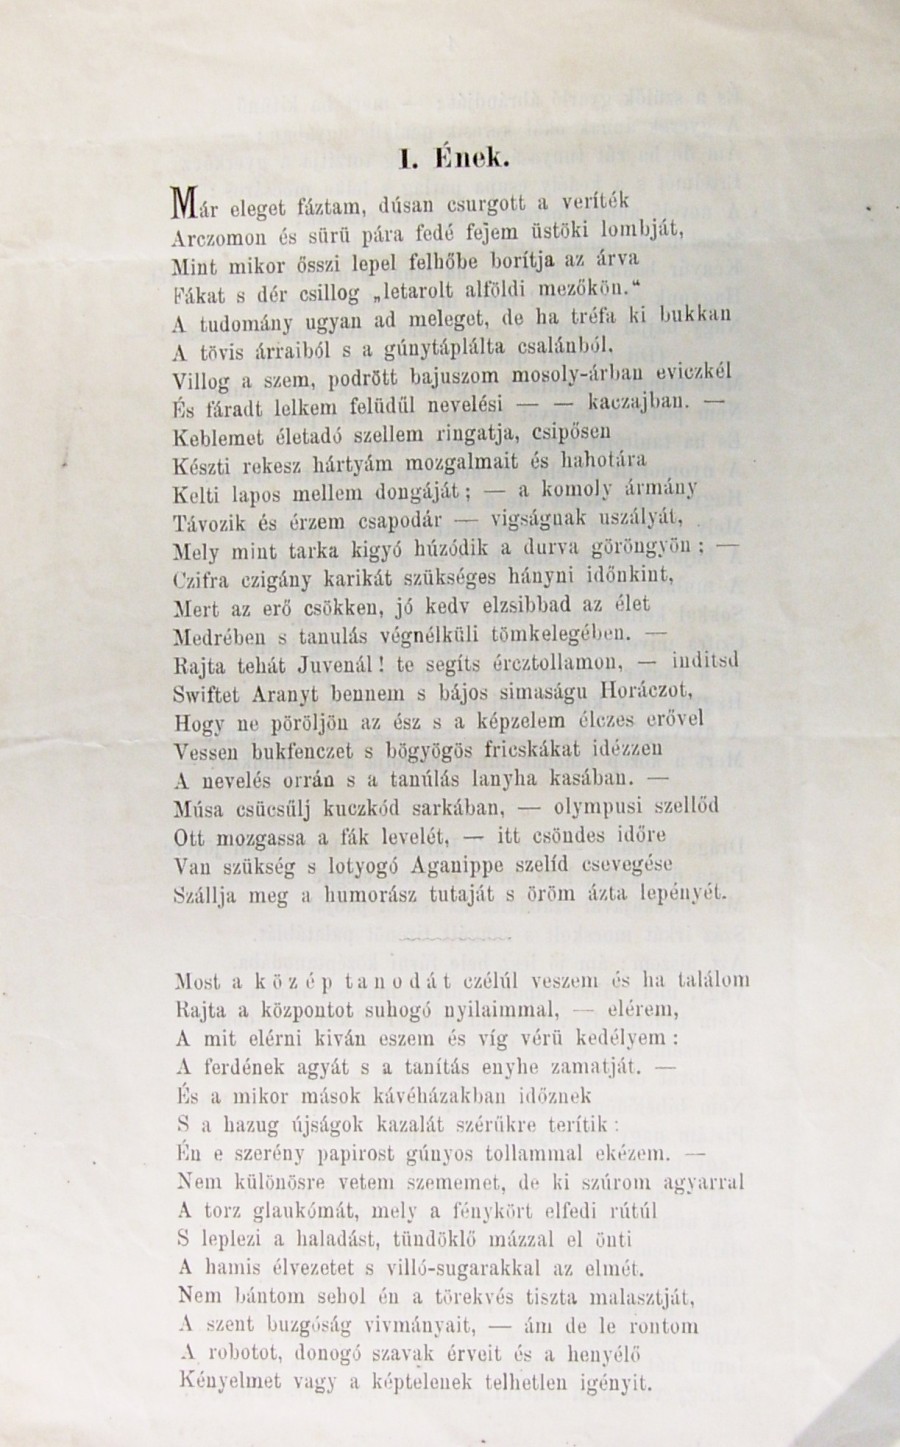 I. Ének.
Már eleget fáztam, dúsan csurgott a veríték
Arczomon és sürü pára fedé fejem üstöki lombját,
Mint mikor őszi lepel felhőbe borítja az árva
Fákat s dér csillog „letarolt alföldi mezőkön.“
A tudomány ugyan ad meleget, de ha tréfa ki bukkan
A tövis árraiból s a gúnytáplálta csalánból,
Villog a szem, podrött bajuszom mosoly-árban eviczkél
És fáradt lelkem felüdűl nevelési — — kaczajban. —
Keblemet életadó szellem ringatja, csipősen
Készti rekesz hártyám mozgalmait és hahotára
Kelti lapos mellem dongáját; — a komoly ármány
Távozik és érzem csapodár — vigságnak uszályát,
Mely mint tarka kigyó húzódik a durva göröngyön; —
Czifra czigány karikát szükséges hányni időnkint,
Mert az erő csökken, jó kedv elzsibbad az élet
Medrében s tanulás végnélküli tömkelegében. —
Rajta tehát Juvenál! te segíts ércztollamon, — inditsd
Swiftet Aranyt bennem s bájos simaságu Horáczot,
Hogy ne pöröljön az ész s a képzelem élczes erővel
Vessen bukfenczet s bögyögös fricskákat idézzen
A nevelés orrán s a tanúlás lanyha kasában. —
Músa csücsülj kuczkód sarkában, — olympusi szellőd
Ott mozgassa a fák levelét, — itt csöndes időre
Van szükség s lotyogó Aganippe szelíd csevegése
Szállja meg a humorász tutaját s öröm ázta lepényét.
Most a közép tanodát czélúl veszem és ha találom
Rajta a központot suhogó nyilaimmal, — elérem,
A mit elérni kiván eszem és víg vérü kedélyem:
A ferdének agyát s a tanítás enyhe zamatját. —
És a mikor mások kávéházakban időznek
S a hazug újságok kazalát szérűkre terítik:
Én e szerény papirost gúnyos tollammal ekézem. —
Nem különösre vetem szememet, de ki szúrom agyarral
A torz glaukómát, mely a fénykört elfedi rútúl
S leplezi a haladást, tündöklő mázzal el önti
A hamis élvezetet s villó-sugarakkal az elmét.
Nem bántom sehol én a törekvés tiszta malasztját,
A szent buzgóság vivmányait, — ám de le rontom
A robotot, donogó szavak érveit és a henyélő
Kényelmet vagy a képtelenek telhetlen igényit.